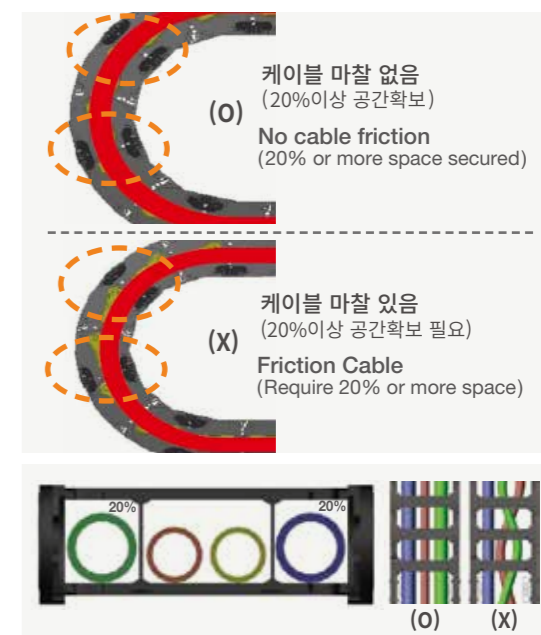 (O)
케이블 마찰 없음
(20%이상 공간확보)
No cable friction
(20% or more space secured)
(X)
케이블 마찰 있음
(20%이상 공간확보 필요)
Friction Cable
(Require 20% or more space)
20%
20%
(O)
(X)